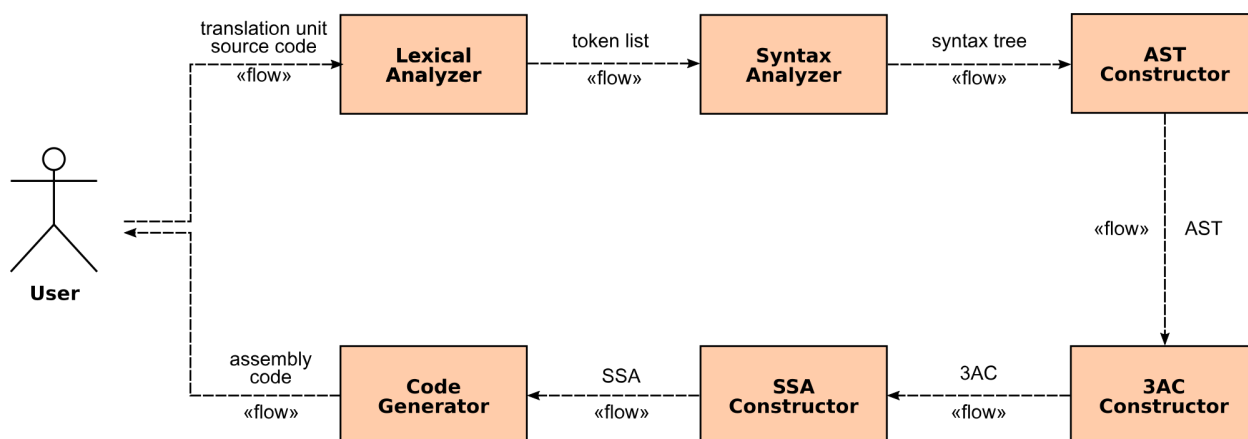 translation unit
source code
«flow»
Lexical
Analyzer
token list
«flow»
Syntax
Analyzer
syntax tree
«flow»
AST
Constructor
«flow»
AST
User
assembly
code
«flow»
Code
Generator
SSA
«flow»
SSA
Constructor
3AC
«flow»
3AC
Constructor